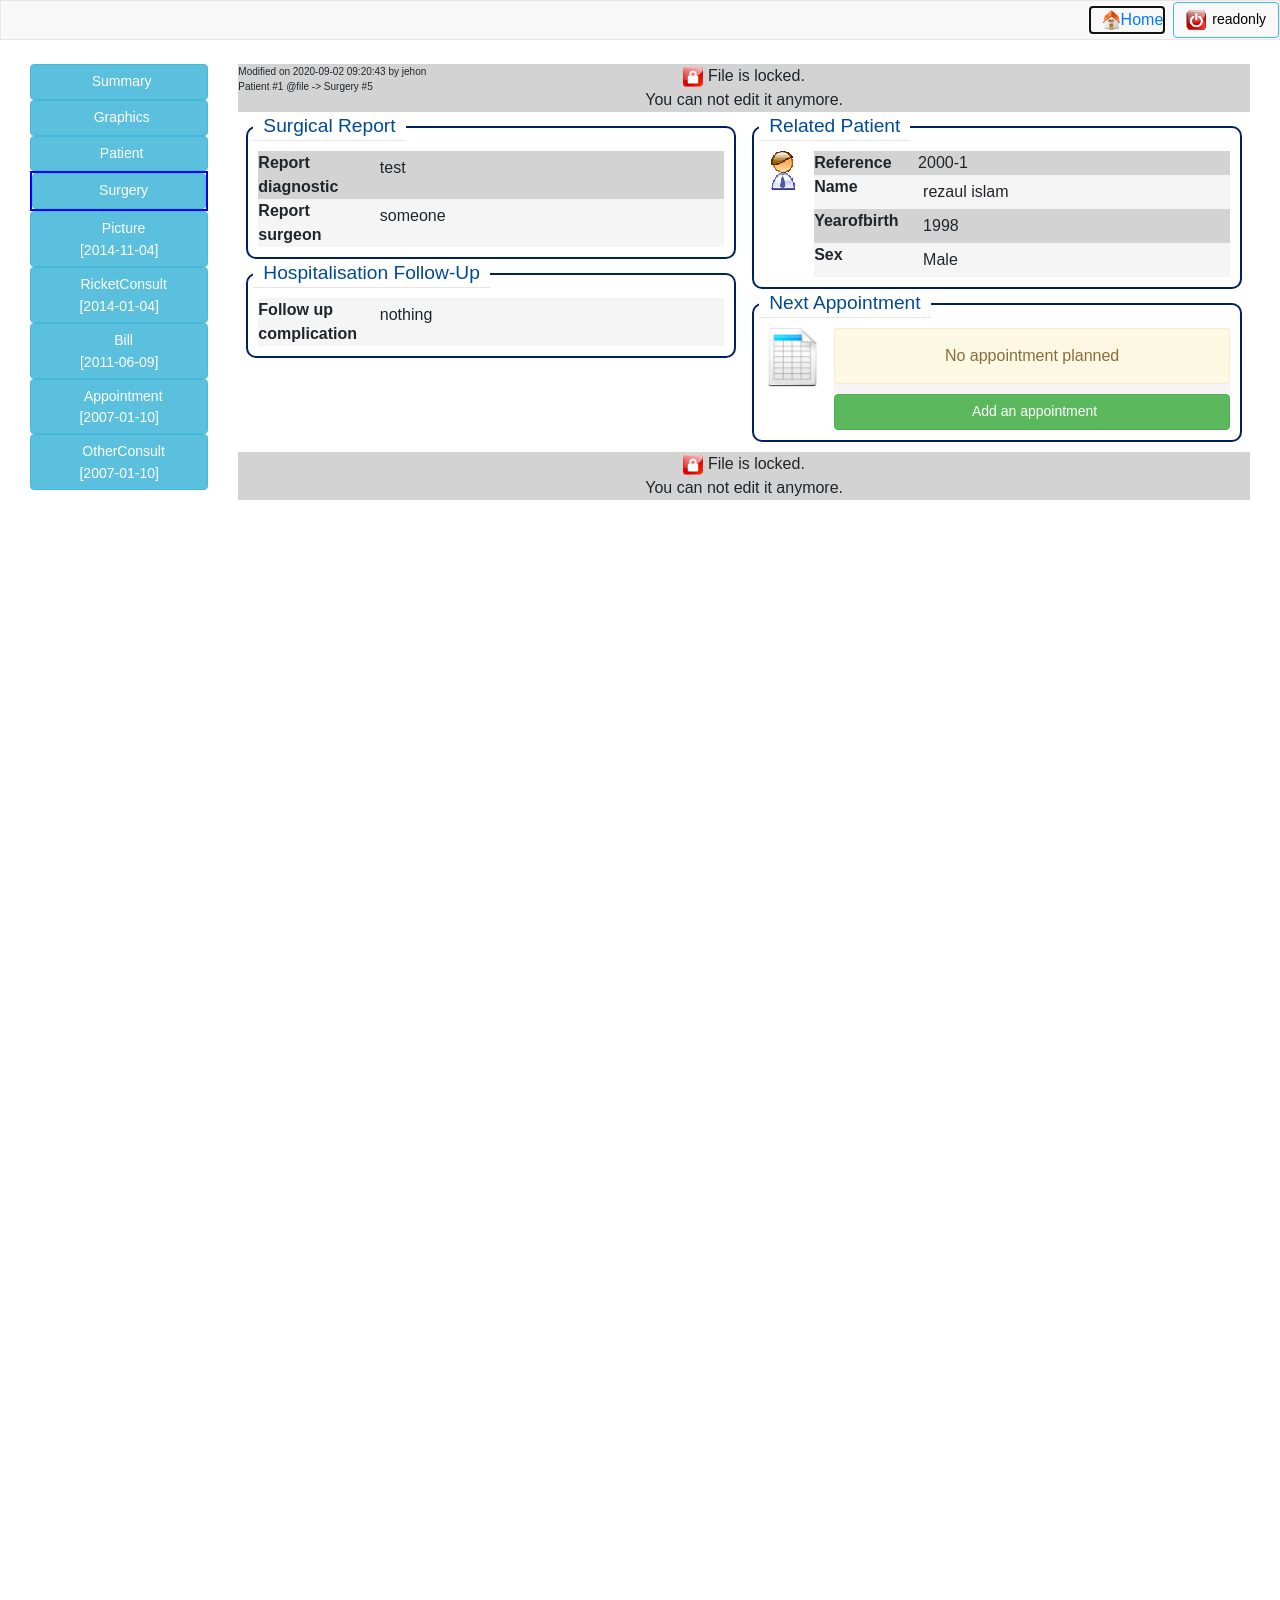 Home
readonly
Summary
Graphics
Patient
Surgery
Picture
[2014-11-04]
RicketConsult
[2014-01-04]
Bill
[2011-06-09]
Appointment
[2007-01-10]
OtherConsult
[2007-01-10]
Modified on 2020-09-02 09:20:43 by jehon
Patient #1 @file -> Surgery #5
File is locked.
You can not edit it anymore.
Surgical Report
Report diagnostic
test
Report surgeon
someone
Hospitalisation Follow-Up
Follow up complication
nothing
Related Patient
Reference 2000-1
Name rezaul islam
Yearofbirth 1998
Sex Male
Next Appointment
No appointment planned
Add an appointment
File is locked.
You can not edit it anymore.